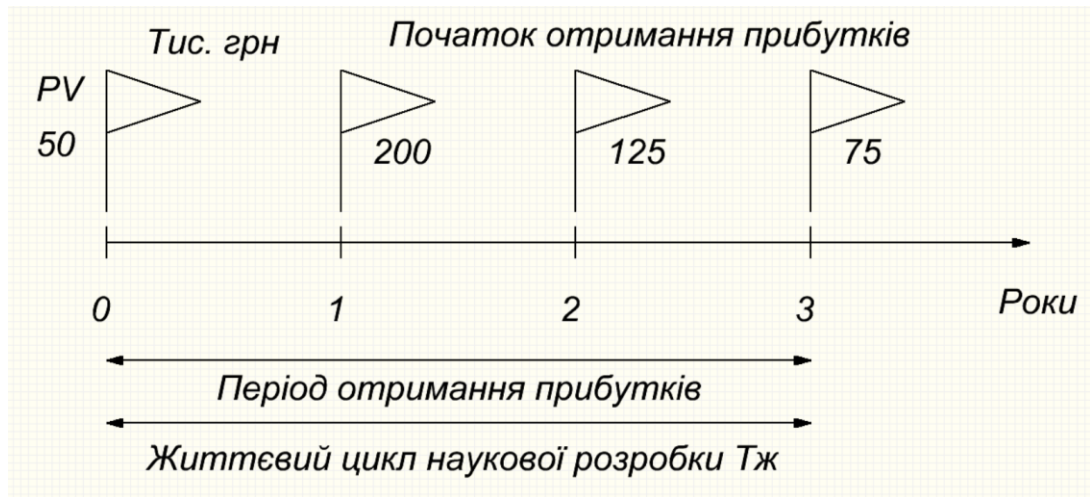 Тис. грн
Початок отримання прибутків
PV
50
200
125
75
0
1
2
3
Роки
Період отримання прибутків
Життєвий цикл наукової розробки Тж